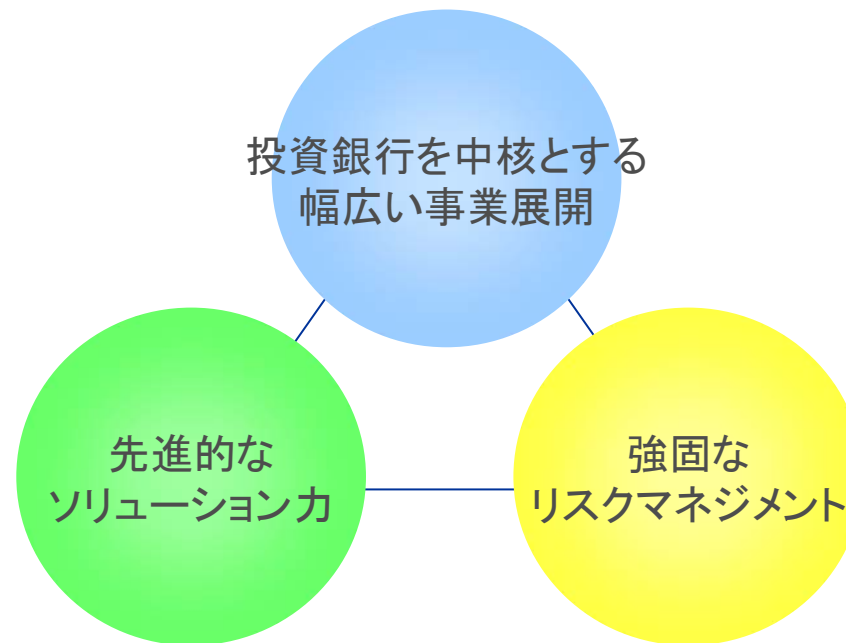 投資銀行を中核とする
幅広い事業展開
先進的な
ソリューション力
強固な
リスクマネジメント